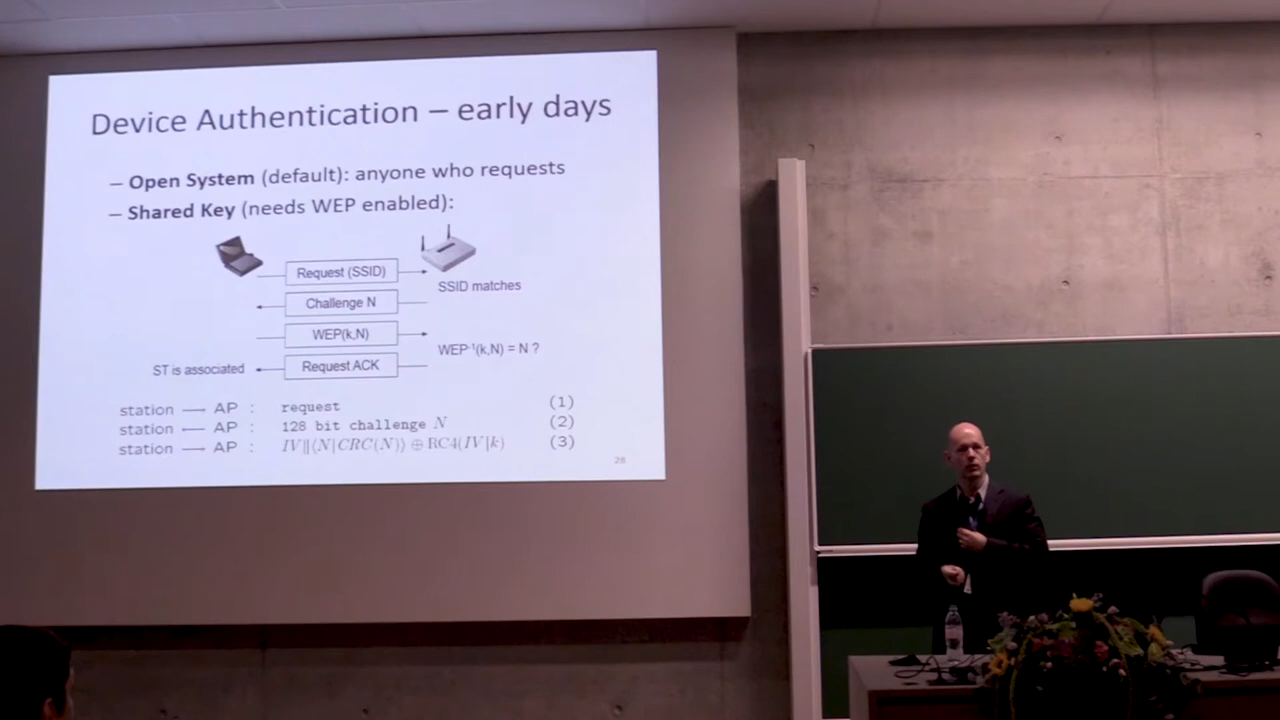 Device Authentication – early days
– Open System (default): anyone who requests
– Shared Key (needs WEP enabled):
Request (SSID)
SSID matches
Challenge N
WEP(k,N)
WEP⁻¹(k,N) = N ?
Request ACK
ST is associated
station — AP : request (1)
station — AP : 128 bit challenge N (2)
station — AP : IV||(N|CRC(N)) ⊕ RC4(IV|k) (3)
28